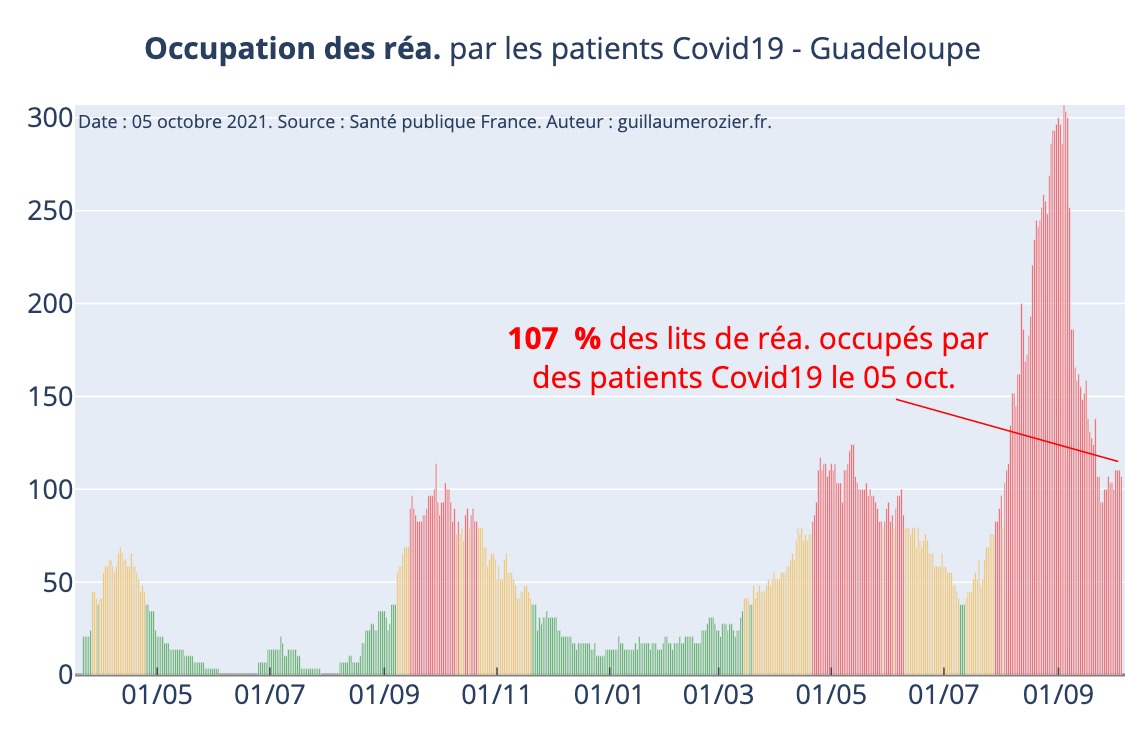 Occupation des réa. par les patients Covid19 - Guadeloupe
300
Date : 05 octobre 2021. Source : Santé publique France. Auteur : guillaumerozier.fr.
250
200
107 % des lits de réa. occupés par
des patients Covid19 le 05 oct.
150
100
50
0
01/05 01/07 01/09 01/11 01/01 01/03 01/05 01/07 01/09